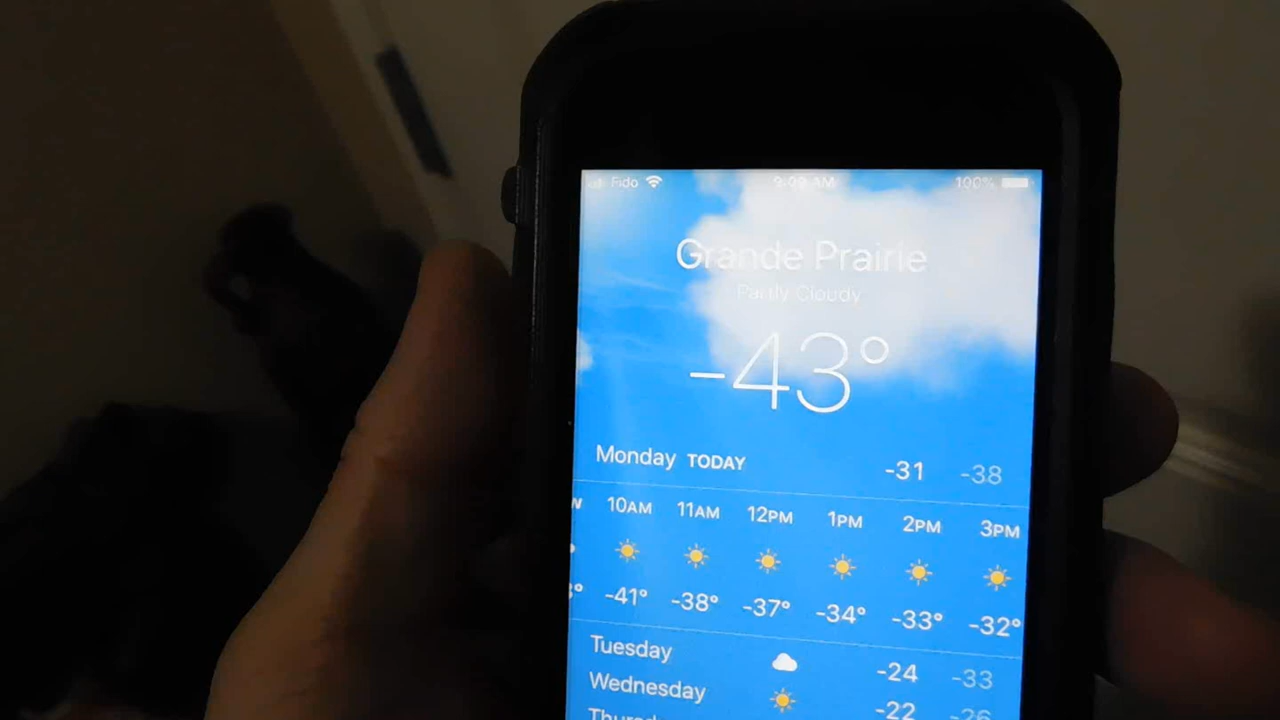 Fido 9:09 AM 100%
Grande Prairie
Partly Cloudy
-43°
Monday TODAY -31 -38
10AM 11AM 12PM 1PM 2PM 3PM
-41° -38° -37° -34° -33° -32°
Tuesday -24 -33
Wednesday -22 -26